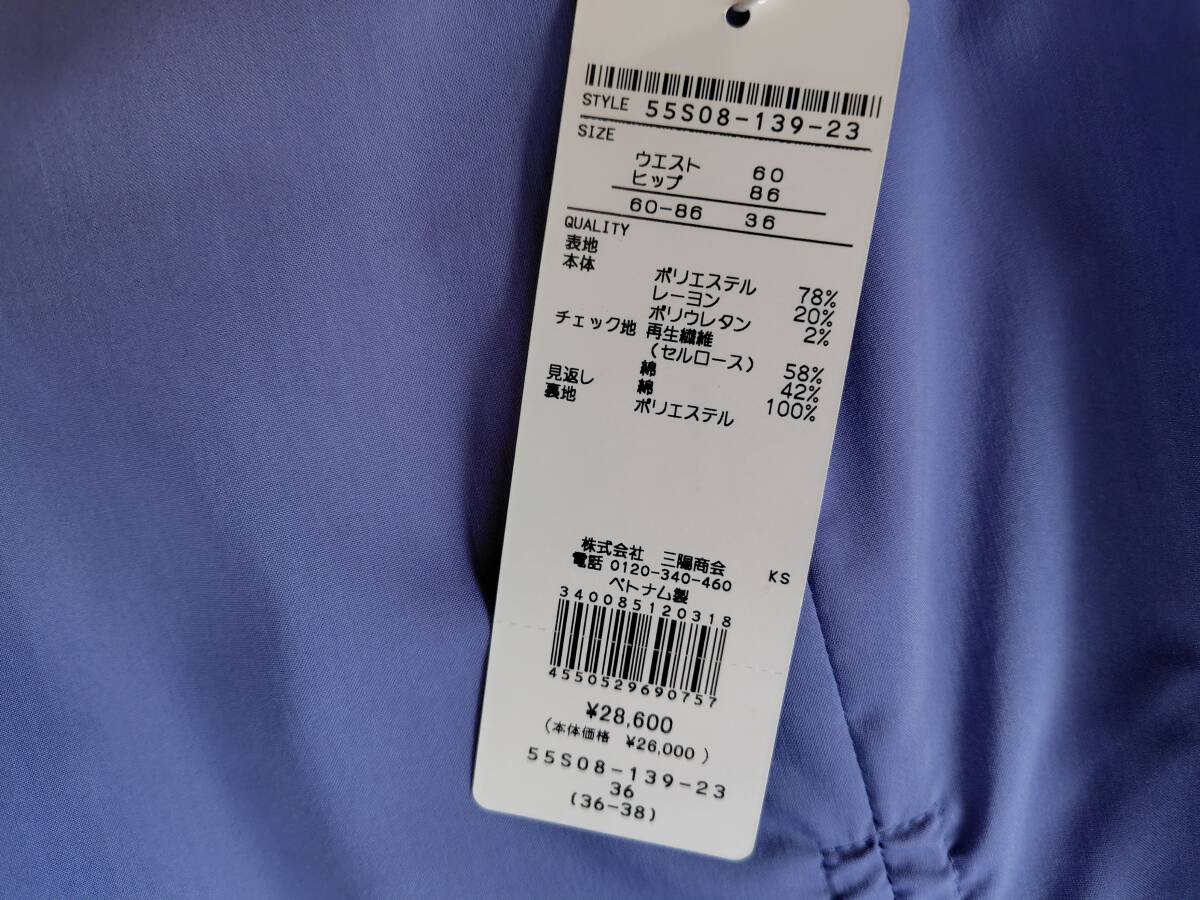 STYLE 55S08-139-23
SIZE
ウエスト 60
ヒップ 86
60-86 36
QUALITY
表地
本体 ポリエステル 78%
レーヨン 20%
ポリウレタン 2%
チェック地 再生繊維
(セルロース) 58%
綿 42%
見返し 綿 100%
裏地 ポリエステル
株式会社 三陽商会
電話 0120-340-460 KS
ベトナム製
340085120318
4550529690757
¥28,600
(本体価格 ¥26,000)
55S08-139-23
36
(36-38)